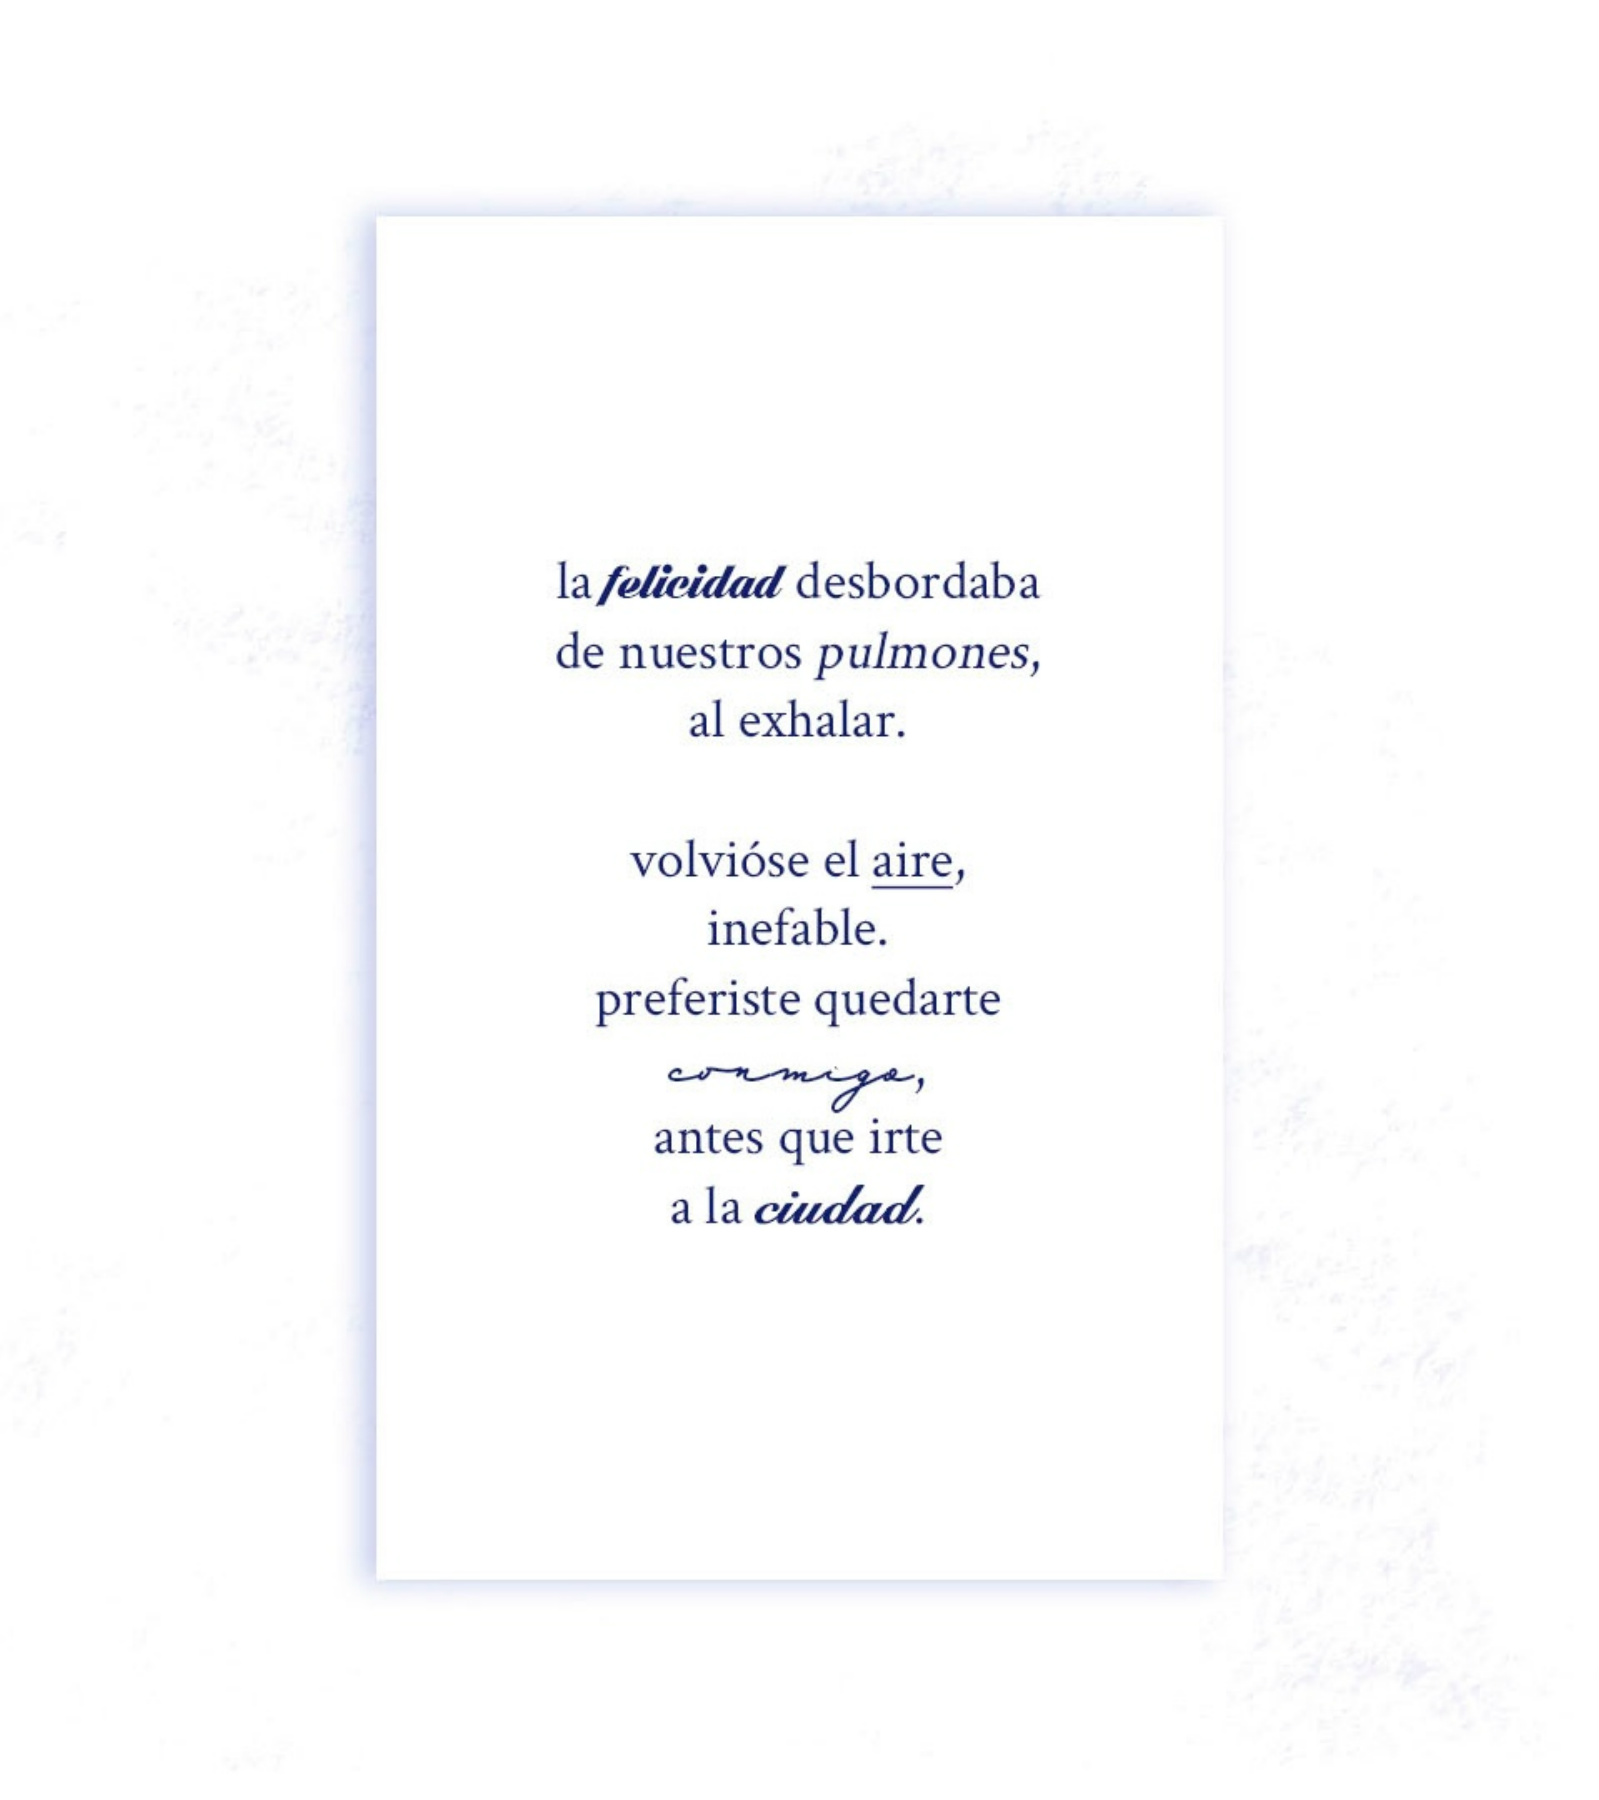 la felicidad desbordaba
de nuestros pulmones,
al exhalar.
volvióse el aire,
inefable.
preferiste quedarte
conmigo,
antes que irte
a la ciudad.